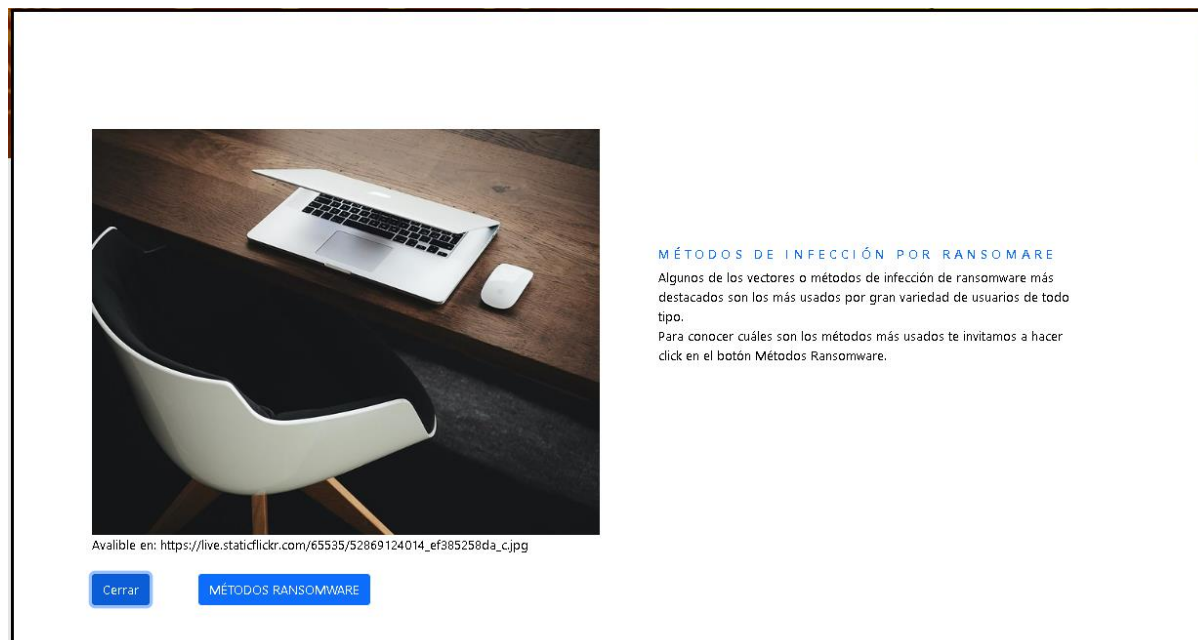 MÉTODOS DE INFECCIÓN POR RANSOMARE
Algunos de los vectores o métodos de infección de ransomware más
destacados son los más usados por gran variedad de usuarios de todo
tipo.
Para conocer cuáles son los métodos más usados te invitamos a hacer
click en el botón Métodos Ransomware.
Avalible en: https://live.staticflickr.com/65535/52869124014_ef385258da_c.jpg
Cerrar
MÉTODOS RANSOMWARE